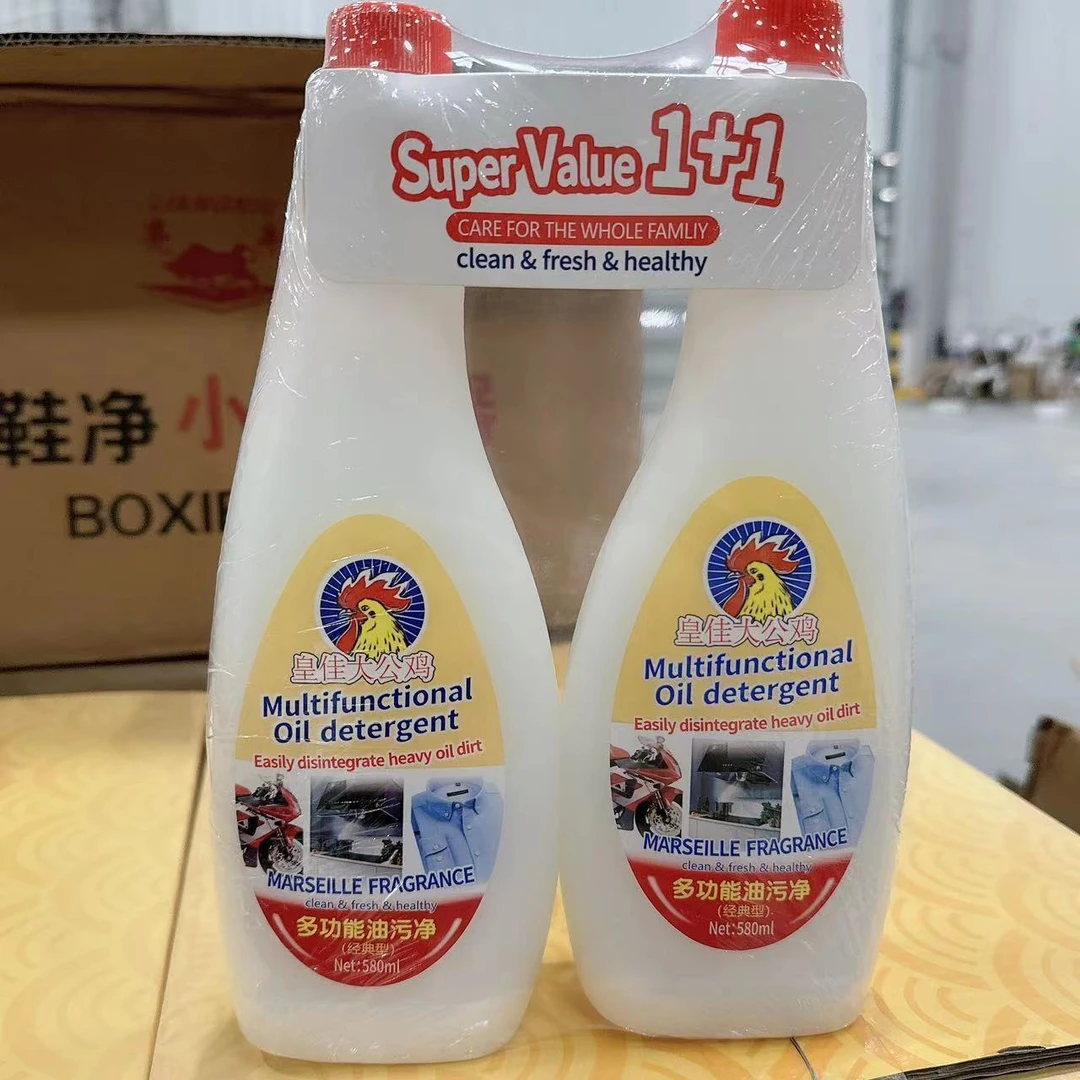 Super Value 1+1
CARE FOR THE WHOLE FAMLIY
clean & fresh & healthy
鞋净 小
BOXIE
皇佳大公鸡
Multifunctional
Oil detergent
Easily disintegrate heavy oil dirt
MARSEILLE FRAGRANCE
clean & fresh & healthy
多功能油污净
(经典型)
Net:580ml
皇佳大公鸡
Multifunctional
Oil detergent
Easily disintegrate heavy oil dirt
MARSEILLE FRAGRANCE
clean & fresh & healthy
多功能油污净
(经典型)
Net:580ml